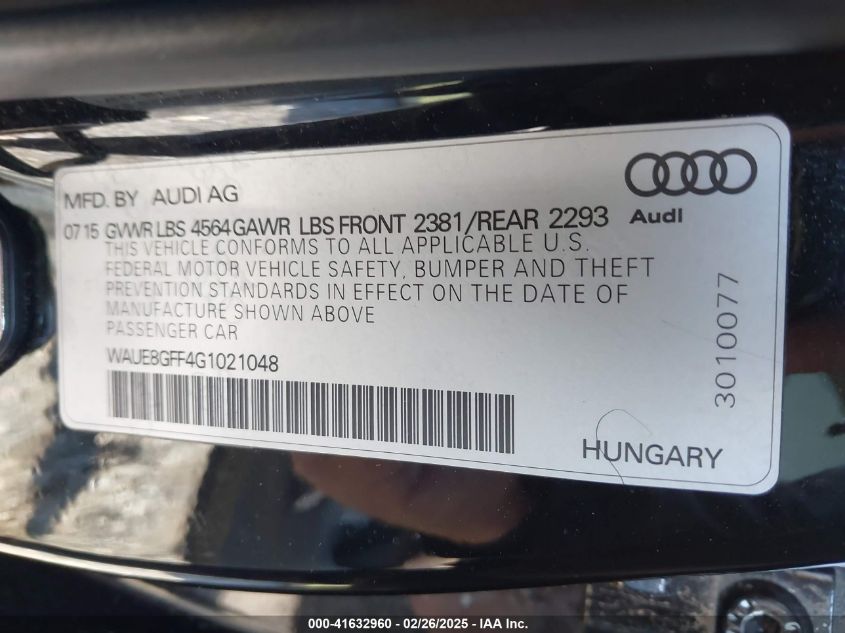 MFD. BY AUDI AG
07 15 GVWR LBS 4564 GAWR LBS FRONT 2381/REAR 2293
Audi
THIS VEHICLE CONFORMS TO ALL APPLICABLE U.S.
FEDERAL MOTOR VEHICLE SAFETY, BUMPER AND THEFT
PREVENTION STANDARDS IN EFFECT ON THE DATE OF
MANUFACTURE SHOWN ABOVE
PASSENGER CAR
WAUE8GFF4G1021048
3010077
HUNGARY
000-41632960 - 02/26/2025 - IAA Inc.